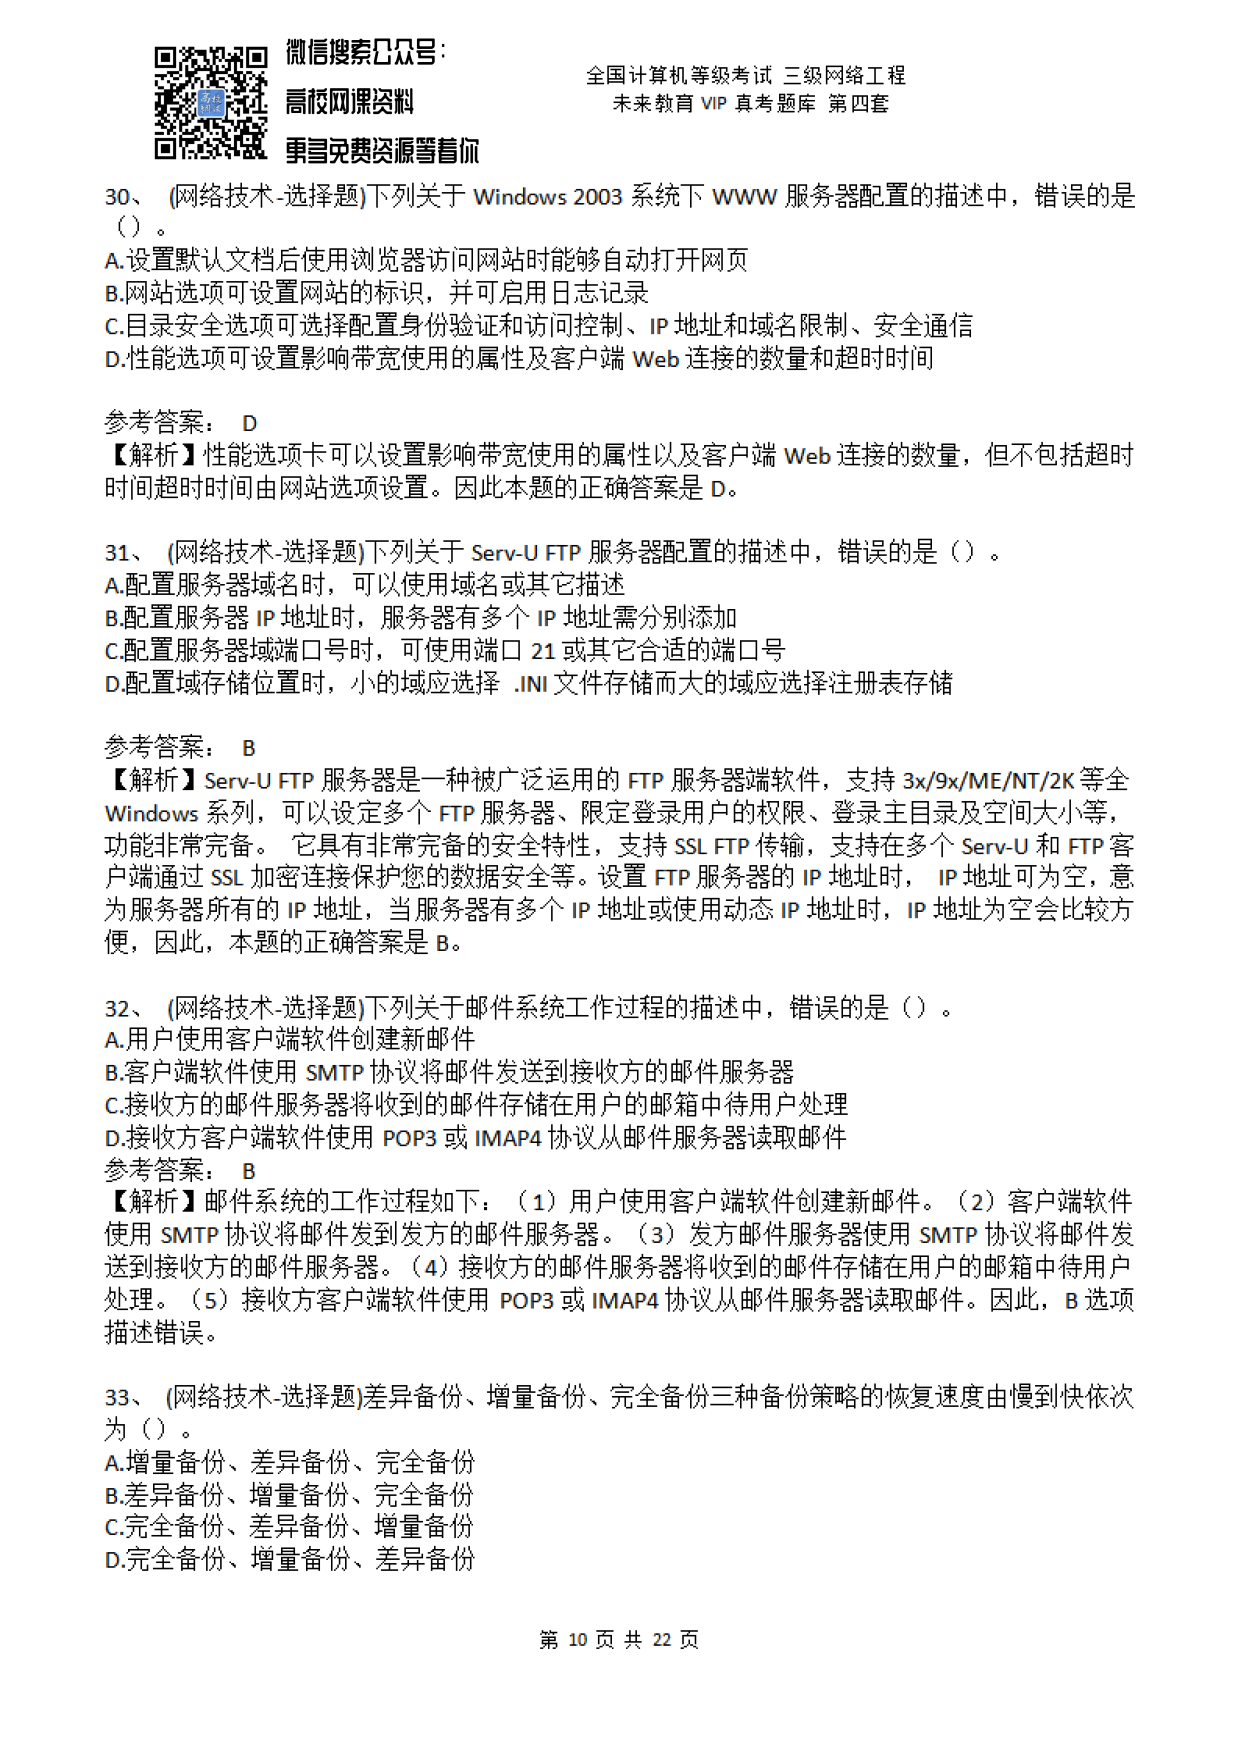 微信搜索公众号：
高校网课资料
更多免费资源等着你
全国计算机等级考试 三级网络工程
未来教育 VIP 真考题库 第四套
30、 (网络技术-选择题)下列关于 Windows 2003 系统下 WWW 服务器配置的描述中，错误的是
（）。
A.设置默认文档后使用浏览器访问网站时能够自动打开网页
B.网站选项可设置网站的标识，并可启用日志记录
C.目录安全选项可选择配置身份验证和访问控制、IP 地址和域名限制、安全通信
D.性能选项可设置影响带宽使用的属性及客户端 Web 连接的数量和超时时间
参考答案： D
【解析】性能选项卡可以设置影响带宽使用的属性以及客户端 Web 连接的数量，但不包括超时
时间超时时间由网站选项设置。因此本题的正确答案是 D。
31、 (网络技术-选择题)下列关于 Serv-U FTP 服务器配置的描述中，错误的是（）。
A.配置服务器域名时，可以使用域名或其它描述
B.配置服务器 IP 地址时，服务器有多个 IP 地址需分别添加
C.配置服务器域端口号时，可使用端口 21 或其它合适的端口号
D.配置域存储位置时，小的域应选择 .INI 文件存储而大的域应选择注册表存储
参考答案： B
【解析】Serv-U FTP 服务器是一种被广泛运用的 FTP 服务器端软件，支持 3x/9x/ME/NT/2K 等全
Windows 系列，可以设定多个 FTP 服务器、限定登录用户的权限、登录主目录及空间大小等，
功能非常完备。 它具有非常完备的安全特性，支持 SSL FTP 传输，支持在多个 Serv-U 和 FTP 客
户端通过 SSL 加密连接保护您的数据安全等。设置 FTP 服务器的 IP 地址时， IP 地址可为空，意
为服务器所有的 IP 地址，当服务器有多个 IP 地址或使用动态 IP 地址时，IP 地址为空会比较方
便，因此，本题的正确答案是 B。
32、 (网络技术-选择题)下列关于邮件系统工作过程的描述中，错误的是（）。
A.用户使用客户端软件创建新邮件
B.客户端软件使用 SMTP 协议将邮件发送到接收方的邮件服务器
C.接收方的邮件服务器将收到的邮件存储在用户的邮箱中待用户处理
D.接收方客户端软件使用 POP3 或 IMAP4 协议从邮件服务器读取邮件
参考答案： B
【解析】邮件系统的工作过程如下：（1）用户使用客户端软件创建新邮件。（2）客户端软件
使用 SMTP 协议将邮件发到发方的邮件服务器。（3）发方邮件服务器使用 SMTP 协议将邮件发
送到接收方的邮件服务器。（4）接收方的邮件服务器将收到的邮件存储在用户的邮箱中待用户
处理。（5）接收方客户端软件使用 POP3 或 IMAP4 协议从邮件服务器读取邮件。因此，B 选项
描述错误。
33、 (网络技术-选择题)差异备份、增量备份、完全备份三种备份策略的恢复速度由慢到快依次
为（）。
A.增量备份、差异备份、完全备份
B.差异备份、增量备份、完全备份
C.完全备份、差异备份、增量备份
D.完全备份、增量备份、差异备份
第 10 页 共 22 页